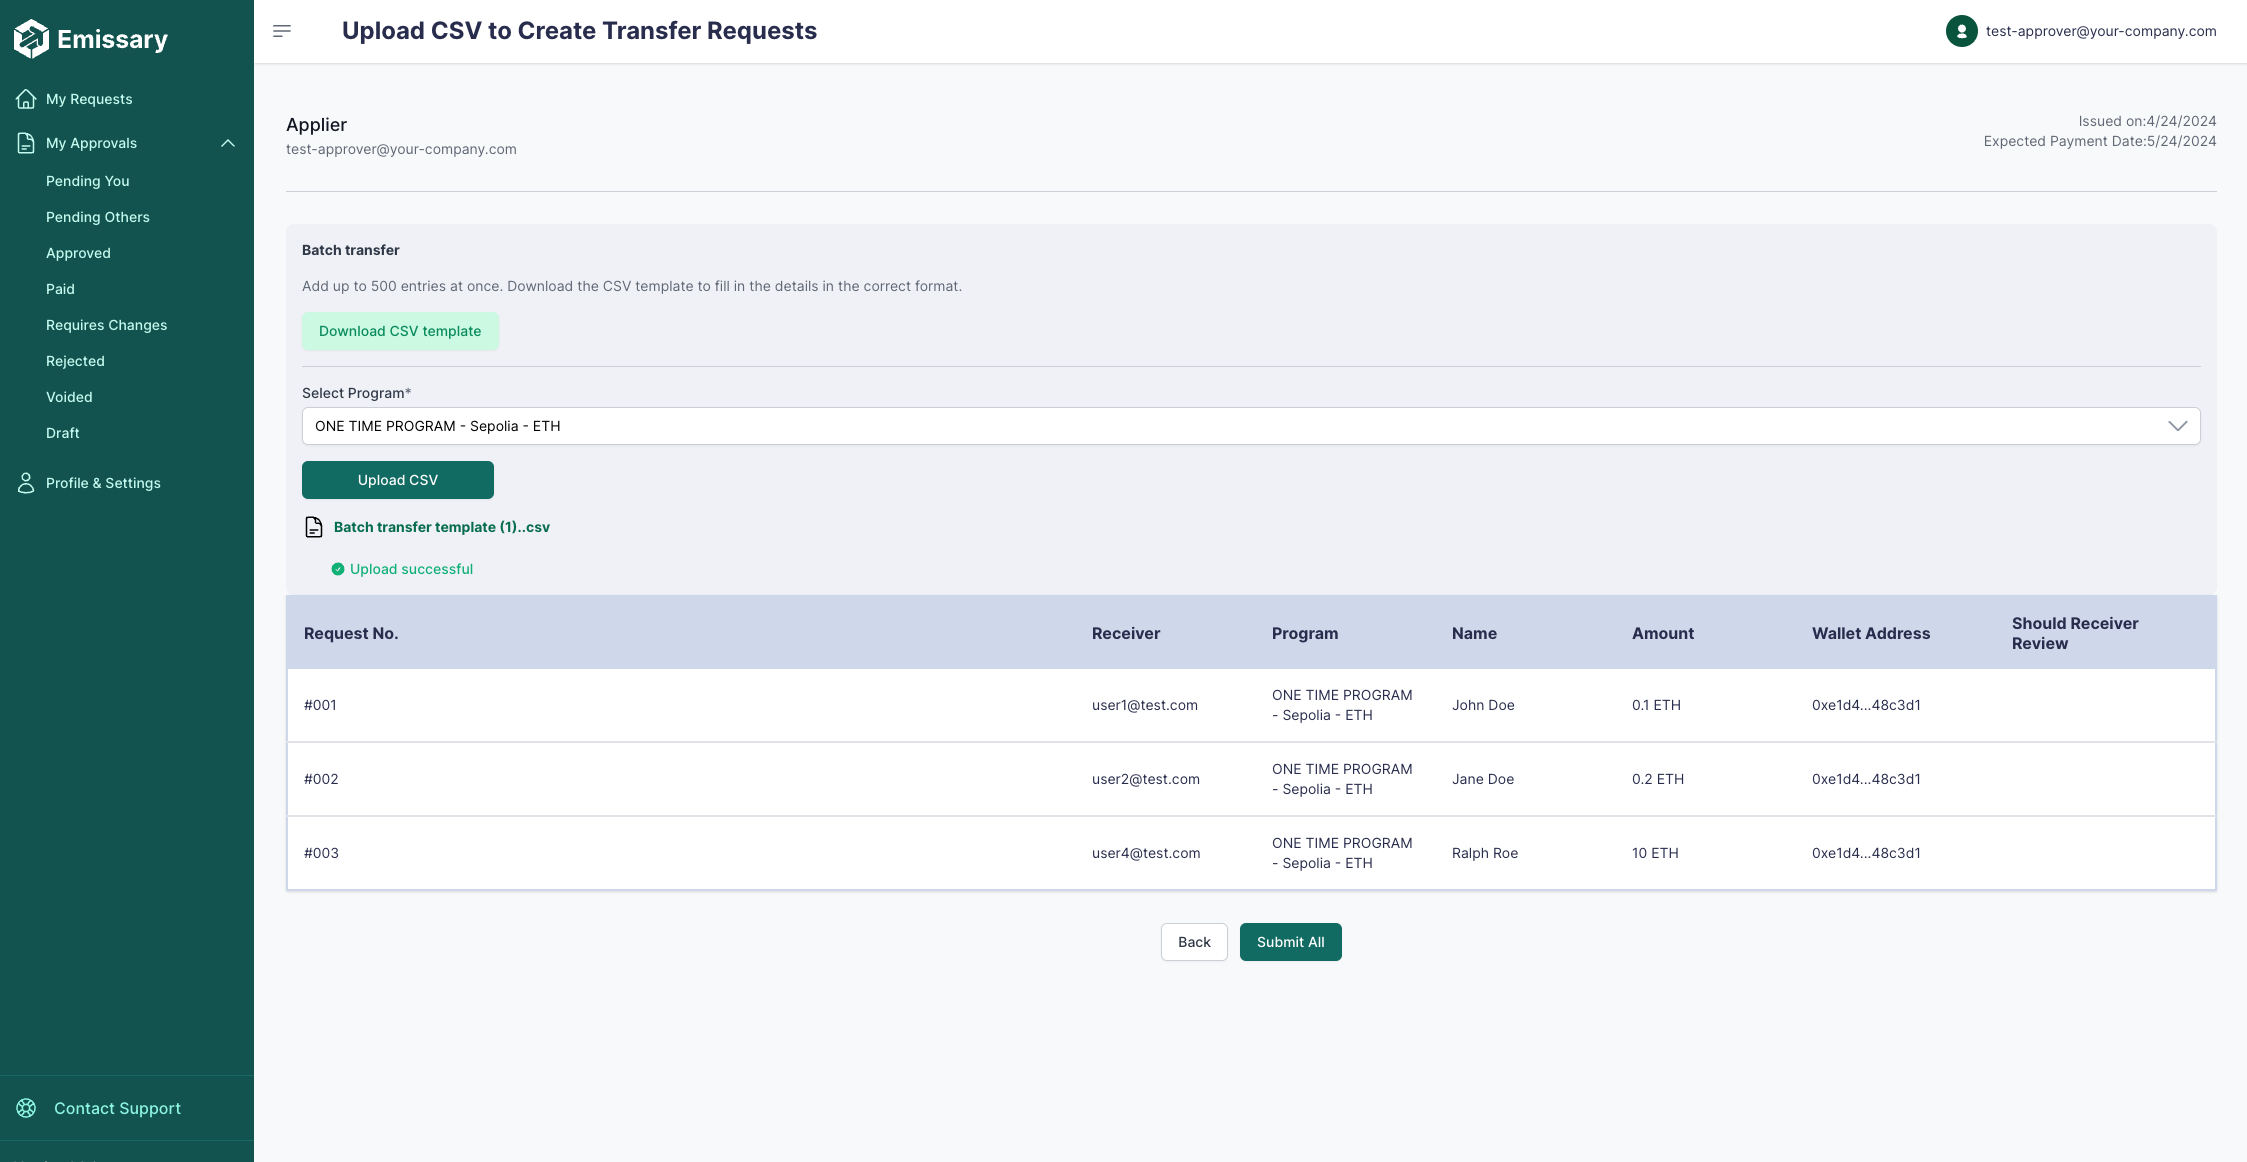 Emissary
My Requests
My Approvals
Pending You
Pending Others
Approved
Paid
Requires Changes
Rejected
Voided
Draft
Profile & Settings
Contact Support
Upload CSV to Create Transfer Requests
test-approver@your-company.com
Applier
test-approver@your-company.com
Issued on:4/24/2024
Expected Payment Date:5/24/2024
Batch transfer
Add up to 500 entries at once. Download the CSV template to fill in the details in the correct format.
Download CSV template
Select Program*
ONE TIME PROGRAM - Sepolia - ETH
Upload CSV
Batch transfer template (1)..csv
Upload successful
Request No. Receiver Program Name Amount Wallet Address Should Receiver
Review
#001 user1@test.com ONE TIME PROGRAM John Doe 0.1 ETH 0xe1d4...48c3d1
- Sepolia - ETH
#002 user2@test.com ONE TIME PROGRAM Jane Doe 0.2 ETH 0xe1d4...48c3d1
- Sepolia - ETH
#003 user4@test.com ONE TIME PROGRAM Ralph Roe 10 ETH 0xe1d4...48c3d1
- Sepolia - ETH
Back
Submit All